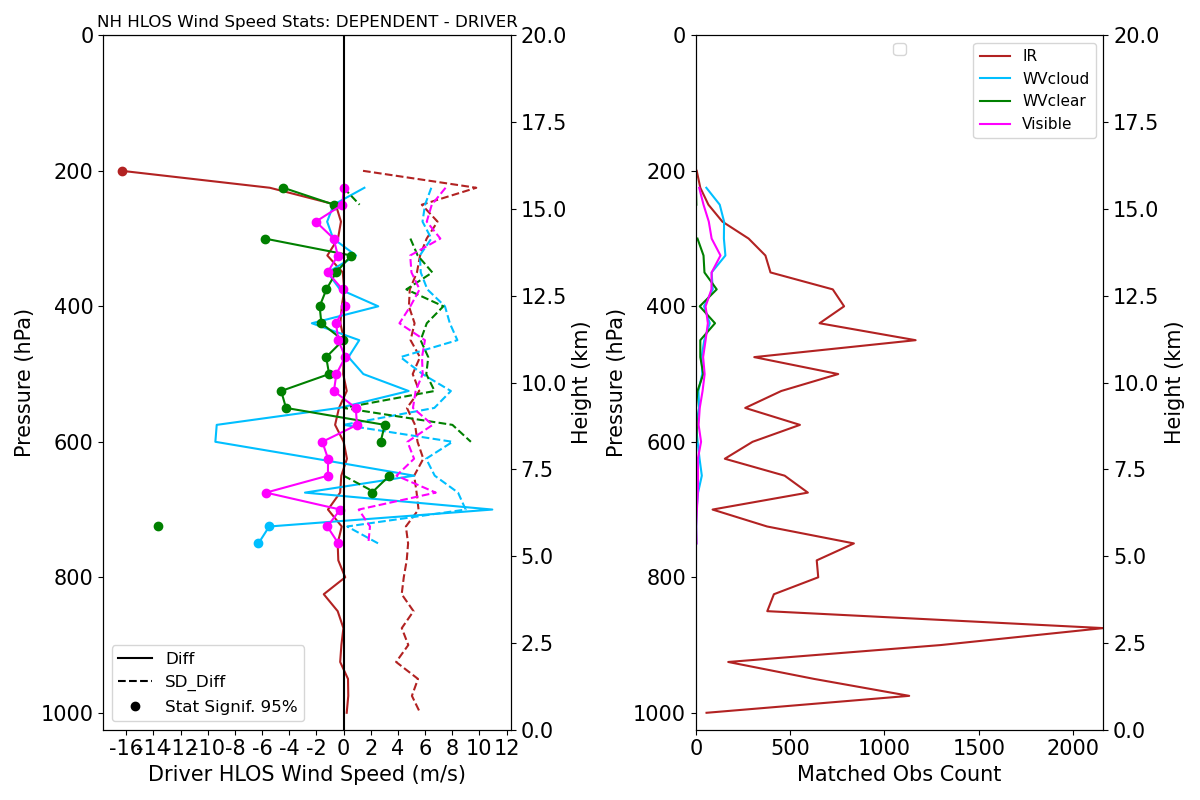 NH HLOS Wind Speed Stats: DEPENDENT - DRIVER
0
200
400
600
800
1000
Pressure (hPa)
20.0
17.5
15.0
12.5
10.0
7.5
5.0
2.5
0.0
Height (km)
Diff
SD_Diff
Stat Signif. 95%
-16 -14 -12 -10 -8 -6 -4 -2 0 2 4 6 8 10 12
Driver HLOS Wind Speed (m/s)
0
200
400
600
800
1000
Pressure (hPa)
IR
WVcloud
WVclear
Visible
20.0
17.5
15.0
12.5
10.0
7.5
5.0
2.5
0.0
Height (km)
0 500 1000 1500 2000
Matched Obs Count